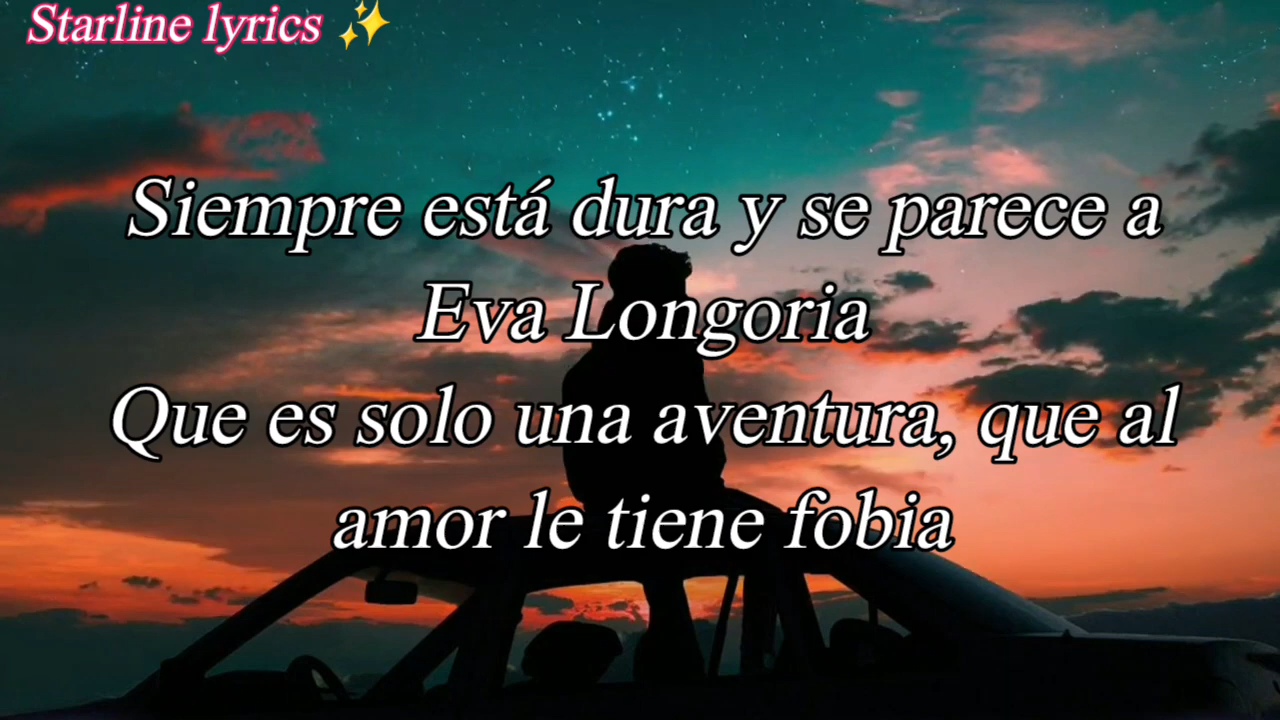 Starline lyrics ✨
Siempre está dura y se parece a
Eva Longoria
Que es solo una aventura, que al
amor le tiene fobia